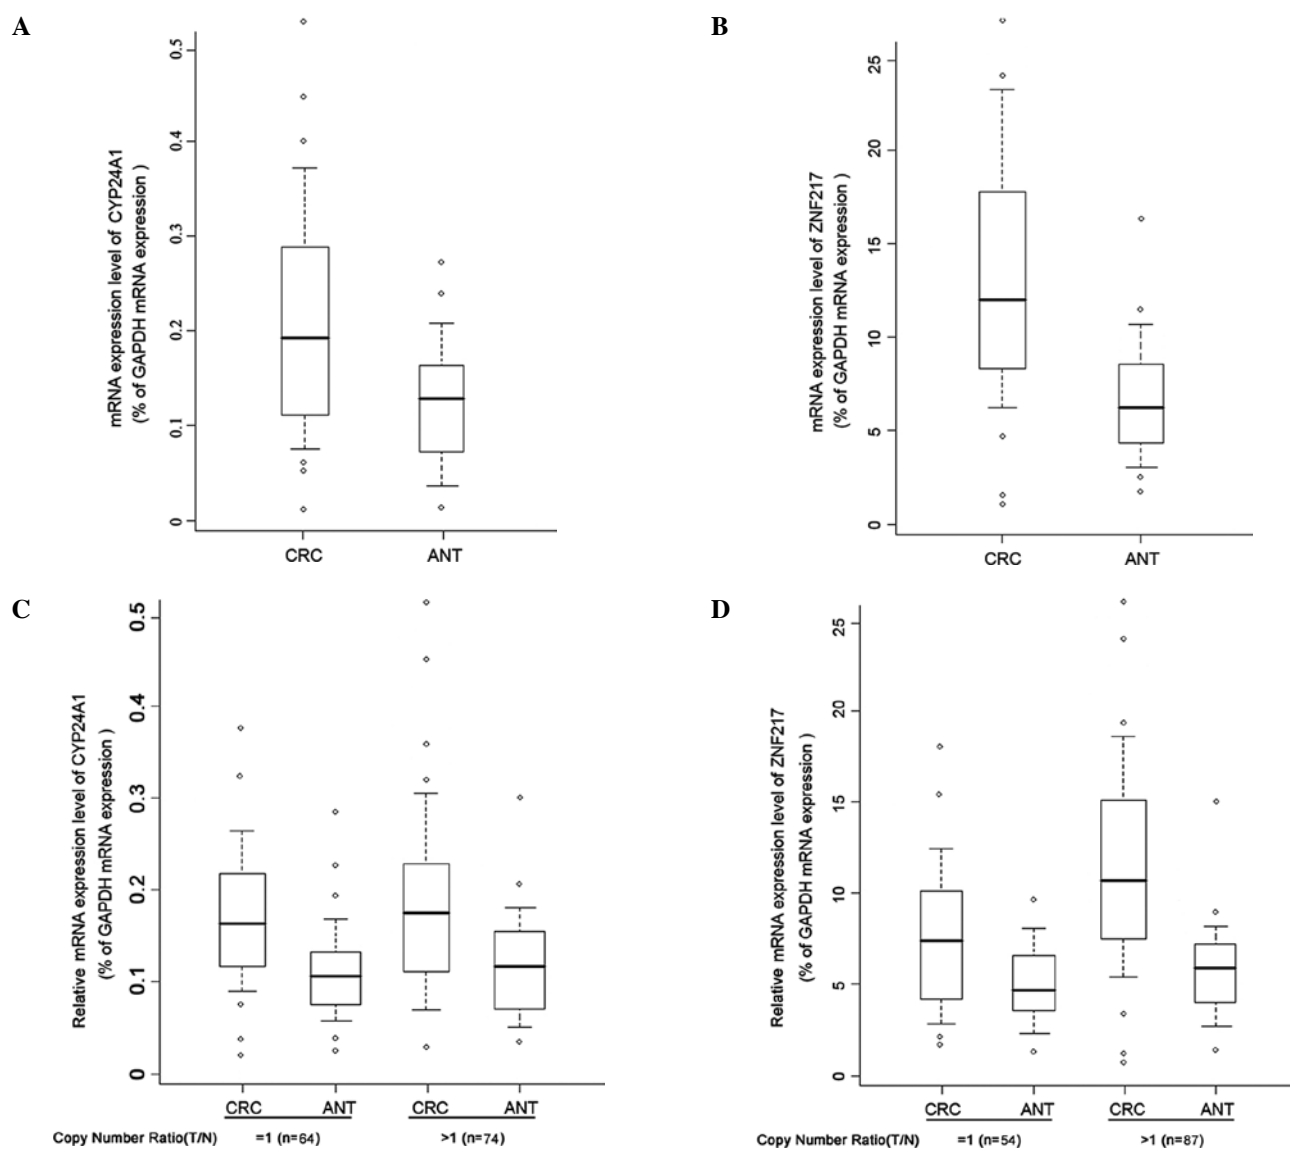 A
mRNA expression level of CYP24A1
(% of GAPDH mRNA expression )
0.5
0.4
0.3
0.2
0.1
0
CRC ANT
B
mRNA expression level of ZNF217
(% of GAPDH mRNA expression )
25
20
15
10
5
0
CRC ANT
C
Relative mRNA expression level of CYP24A1
(% of GAPDH mRNA expression )
0.5
0.4
0.3
0.2
0.1
0
CRC ANT CRC ANT
Copy Number Ratio(T/N) =1 (n=64) >1 (n=74)
D
Relative mRNA expression level of ZNF217
(% of GAPDH mRNA expression )
25
20
15
10
5
0
CRC ANT CRC ANT
Copy Number Ratio(T/N) =1 (n=54) >1 (n=87)